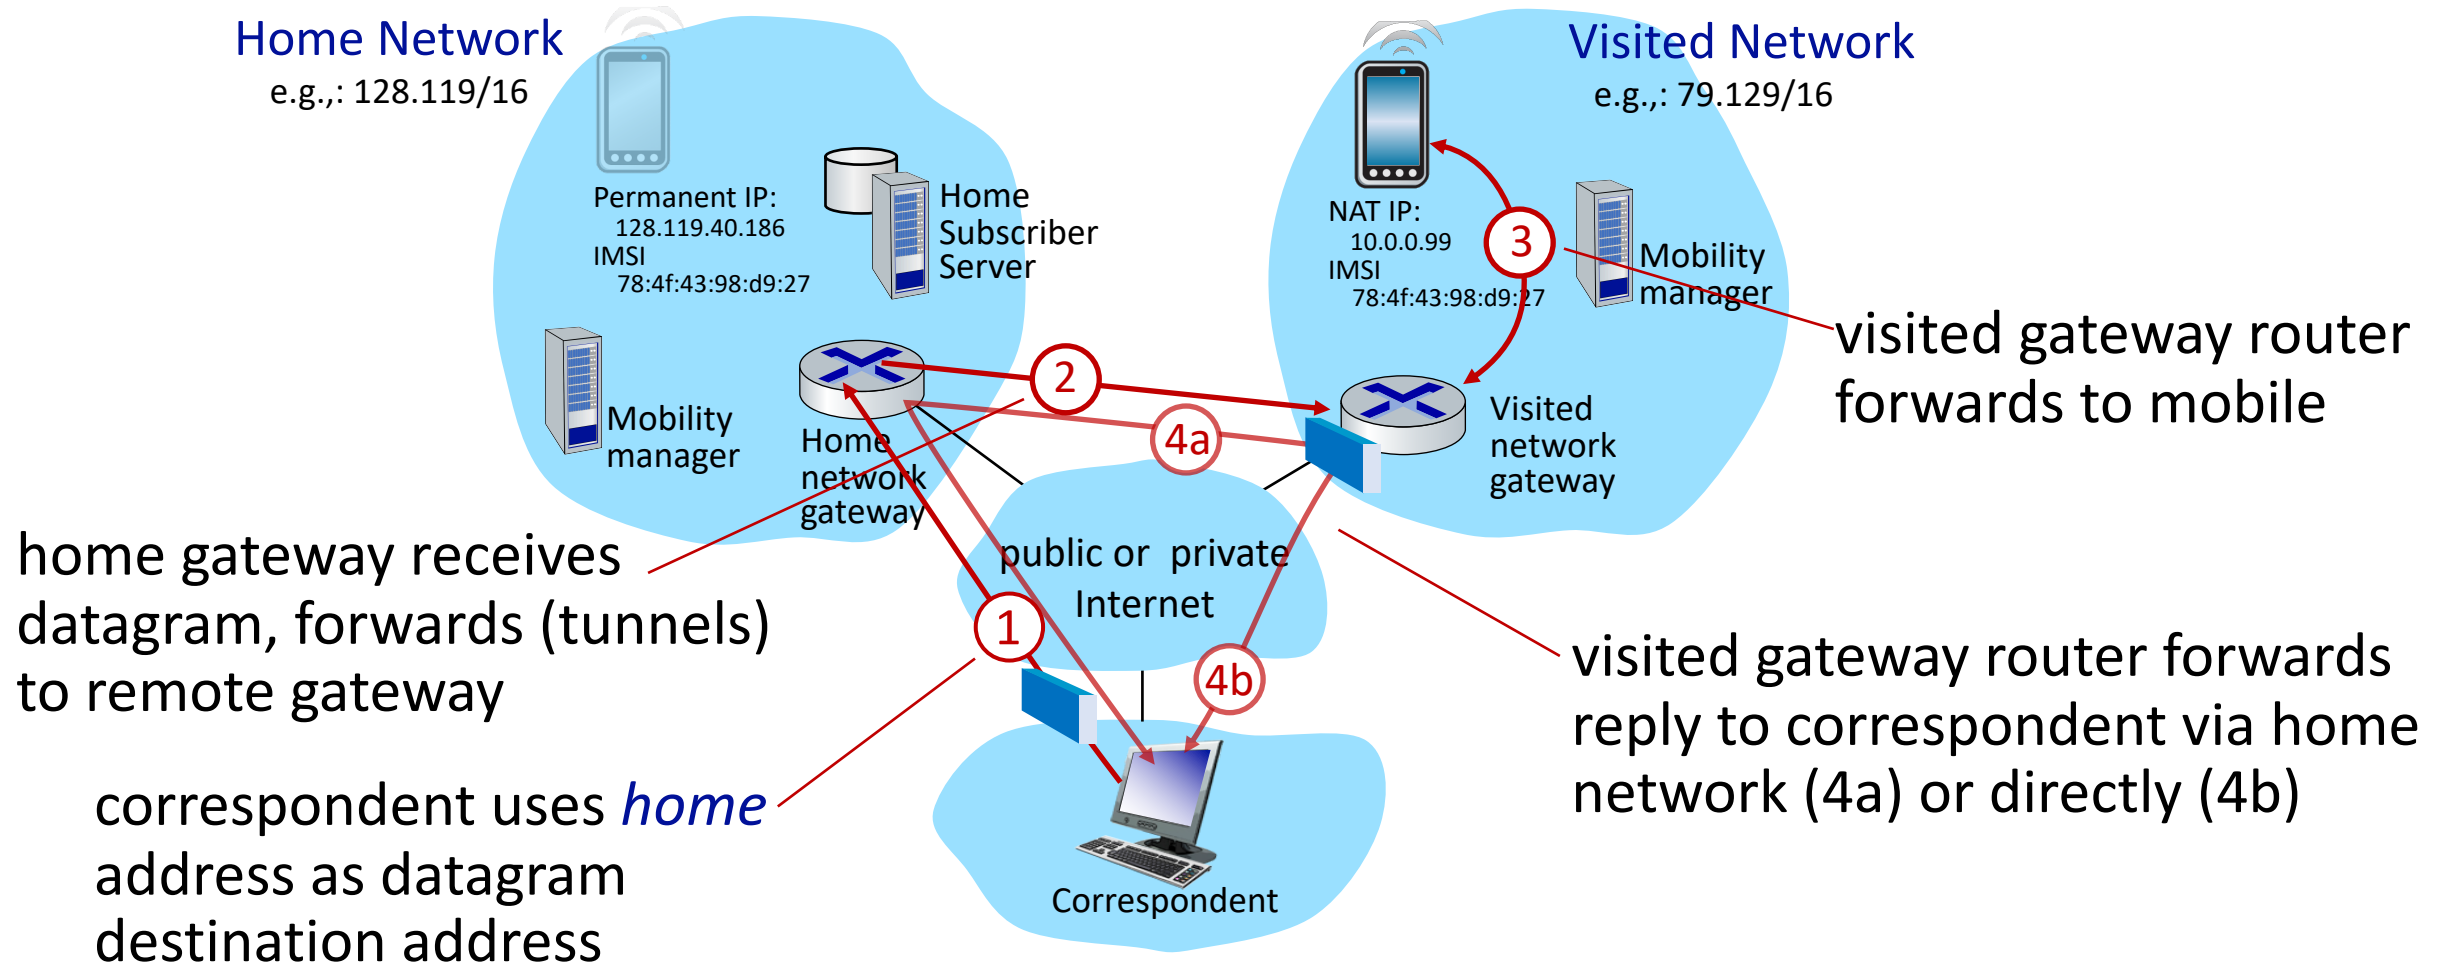 Home Network
e.g.,: 128.119/16
Visited Network
e.g.,: 79.129/16
Permanent IP:
128.119.40.186
IMSI
78:4f:43:98:d9:27
Home
Subscriber
Server
NAT IP:
10.0.0.99
IMSI
78:4f:43:98:d9:27
3
Mobility
manager
visited gateway router
forwards to mobile
2
4a
Mobility
manager
Home
network
gateway
Visited
network
gateway
home gateway receives
datagram, forwards (tunnels)
to remote gateway
public or  private
Internet
1
4b
visited gateway router forwards
reply to correspondent via home
network (4a) or directly (4b)
correspondent uses home
address as datagram
destination address
Correspondent